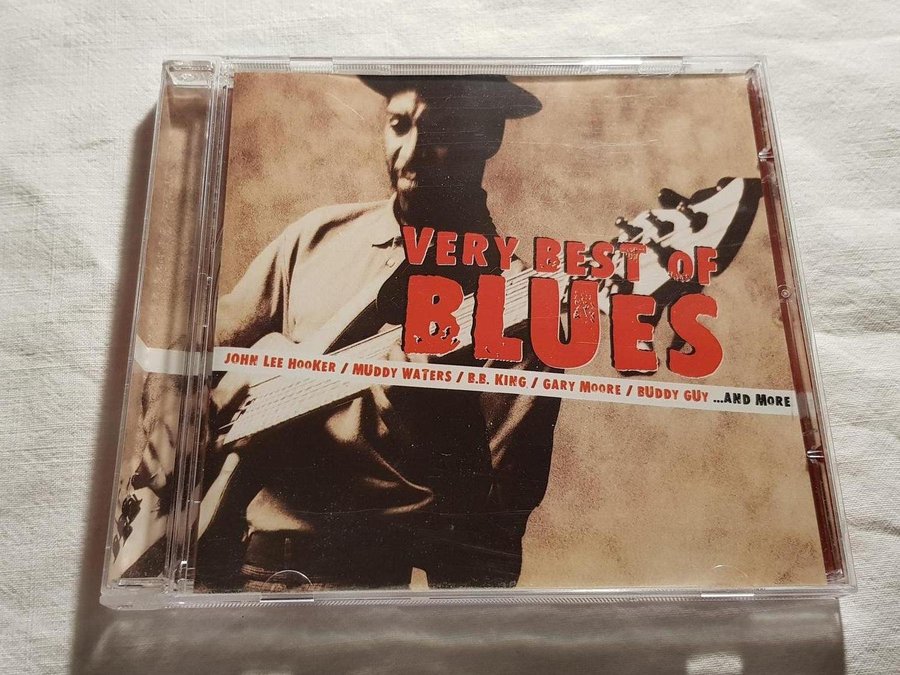 VERY BEST OF
BLUES
JOHN LEE HOOKER / MUDDY WATERS / B.B. KING / GARY MOORE / BUDDY GUY ...AND MORE